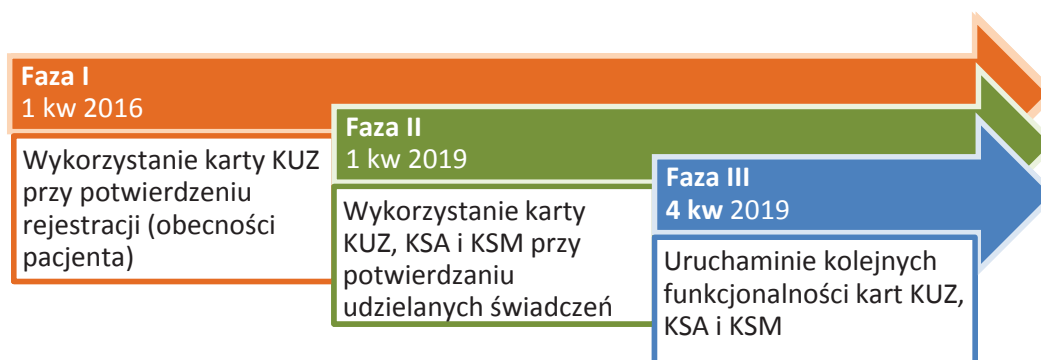 Faza I
1 kw 2016
Wykorzystanie karty KUZ
przy potwierdzeniu
rejestracji (obecności
pacjenta)
Faza II
1 kw 2019
Wykorzystanie karty
KUZ, KSA i KSM przy
potwierdzaniu
udzielanych świadczeń
Faza III
4 kw 2019
Uruchaminie kolejnych
funkcjonalności kart KUZ,
KSA i KSM